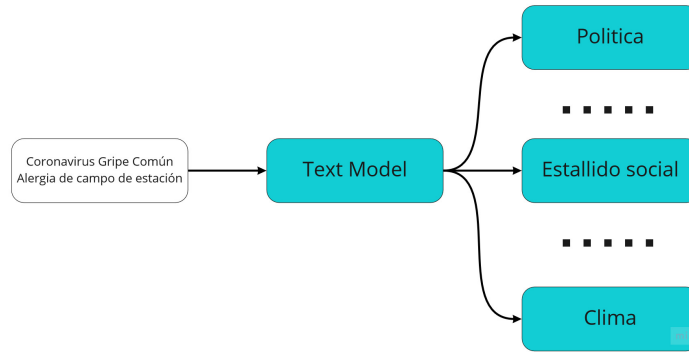 Politica
Coronavirus Gripe Común
Alergia de campo de estación
Text Model
Estallido social
Clima